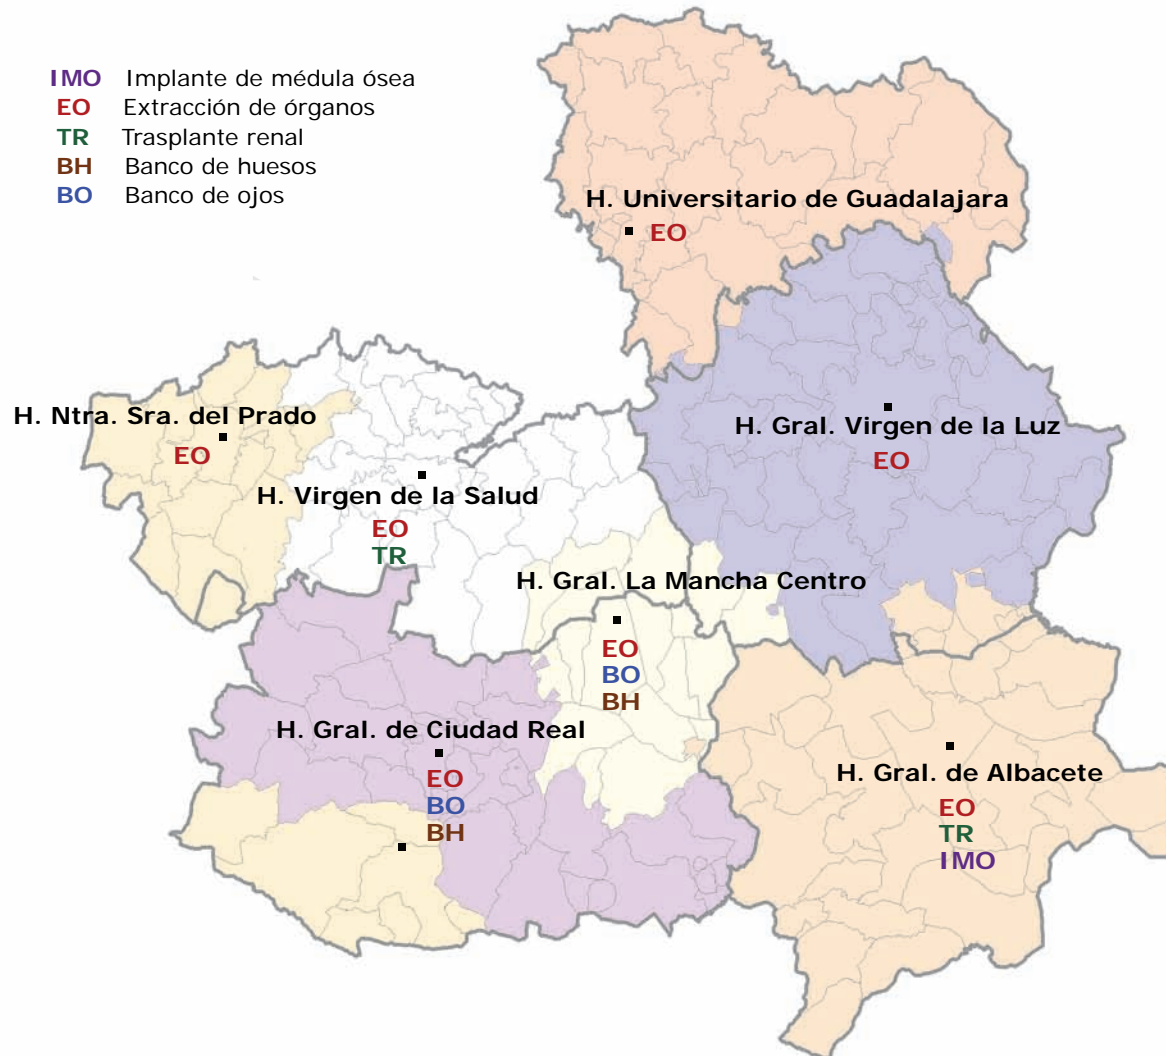 IMO Implante de médula ósea
EO Extracción de órganos
TR Trasplante renal
BH Banco de huesos
BO Banco de ojos
H. Universitario de Guadalajara
EO
H. Ntra. Sra. del Prado
EO
H. Gral. Virgen de la Luz
EO
H. Virgen de la Salud
EO
TR
H. Gral. La Mancha Centro
EO
BO
BH
H. Gral. de Ciudad Real
EO
BO
BH
H. Gral. de Albacete
EO
TR
IMO